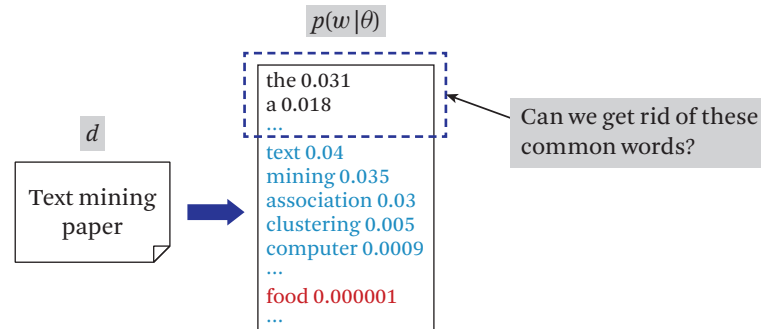 p(w|θ)
the 0.031
a 0.018
...
text 0.04
mining 0.035
association 0.03
clustering 0.005
computer 0.0009
...
food 0.000001
...
d
Text mining
paper
Can we get rid of these
common words?